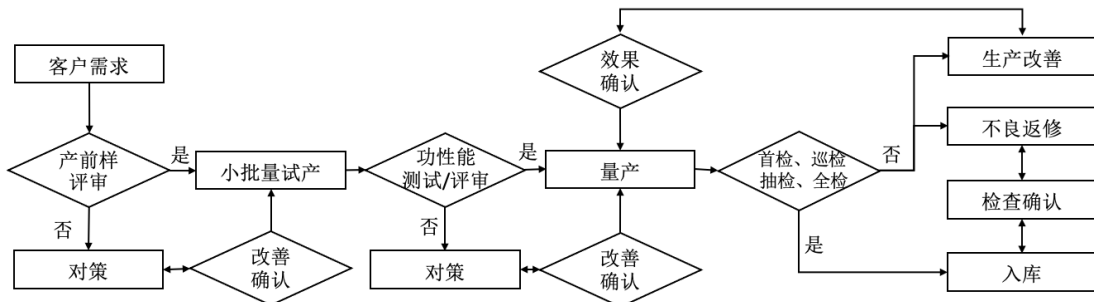 客户需求
产前样
评审
是
否
对策
改善
确认
小批量试产
功性能
测试/评审
是
否
对策
改善
确认
效果
确认
量产
首检、巡检
抽检、全检
否
是
生产改善
不良返修
检查确认
入库